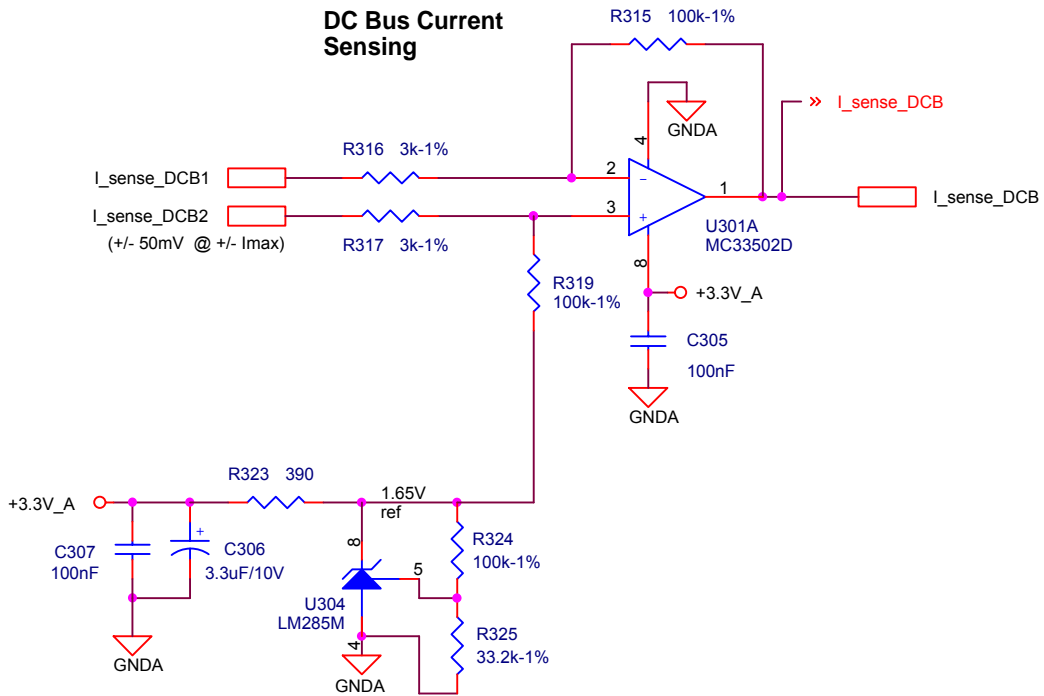 DC Bus Current
Sensing
R315 100k-1%
» I_sense_DCB
GNDA
4
R316 3k-1%
I_sense_DCB1
2
−
1
I_sense_DCB
I_sense_DCB2
3
+
(+/- 50mV @ +/- Imax)
R317 3k-1%
U301A
MC33502D
8
R319
100k-1%
+3.3V_A
C305
100nF
GNDA
R323 390
+3.3V_A
1.65V
ref
+
C307
100nF
C306
3.3uF/10V
8
5
R324
100k-1%
U304
LM285M
4
R325
33.2k-1%
GNDA
GNDA